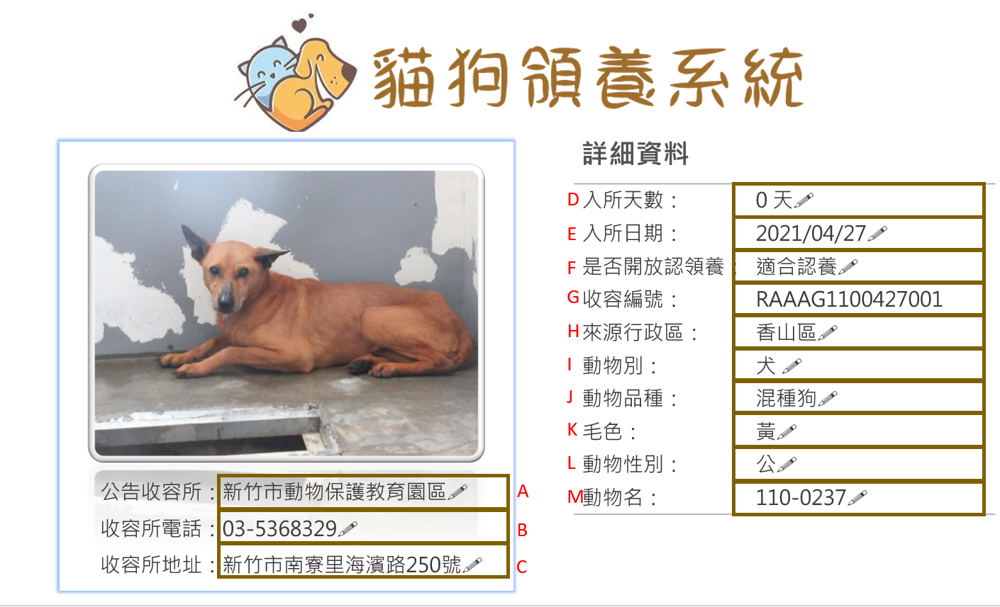 貓狗領養系統
公告收容所：新竹市動物保護教育園區 A
收容所電話：03-5368329 B
收容所地址：新竹市南寮里海濱路250號 C
詳細資料
D 入所天數： 0 天
E 入所日期： 2021/04/27
F 是否開放認領養： 適合認養
G 收容編號： RAAAG1100427001
H 來源行政區： 香山區
I 動物別： 犬
J 動物品種： 混種狗
K 毛色： 黃
L 動物性別： 公
M 動物名： 110-0237